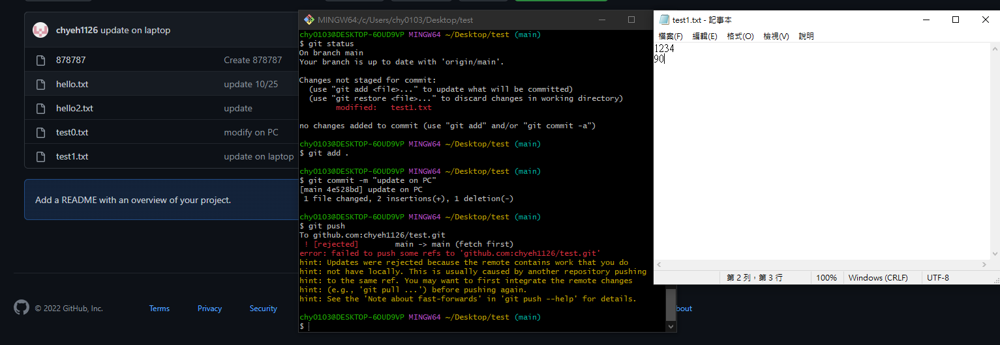 chyeh1126 update on laptop
878787 Create 878787
hello.txt update 10/25
hello2.txt update
test0.txt modify on PC
test1.txt update on laptop
Add a README with an overview of your project.
© 2022 GitHub, Inc. Terms Privacy Security
MINGW64:/c/Users/chy0103/Desktop/test
chy0103@DESKTOP-6OUD9VP MINGW64 ~/Desktop/test (main)
$ git status
On branch main
Your branch is up to date with 'origin/main'.
Changes not staged for commit:
(use "git add <file>..." to update what will be committed)
(use "git restore <file>..." to discard changes in working directory)
modified: test1.txt
no changes added to commit (use "git add" and/or "git commit -a")
chy0103@DESKTOP-6OUD9VP MINGW64 ~/Desktop/test (main)
$ git add .
chy0103@DESKTOP-6OUD9VP MINGW64 ~/Desktop/test (main)
$ git commit -m "update on PC"
[main 4e528bd] update on PC
1 file changed, 2 insertions(+), 1 deletion(-)
chy0103@DESKTOP-6OUD9VP MINGW64 ~/Desktop/test (main)
$ git push
To github.com:chyeh1126/test.git
! [rejected] main -> main (fetch first)
error: failed to push some refs to 'github.com:chyeh1126/test.git'
hint: Updates were rejected because the remote contains work that you do
hint: not have locally. This is usually caused by another repository pushing
hint: to the same ref. You may want to first integrate the remote changes
hint: (e.g., 'git pull ...') before pushing again.
hint: See the 'Note about fast-forwards' in 'git push --help' for details.
chy0103@DESKTOP-6OUD9VP MINGW64 ~/Desktop/test (main)
$
test1.txt - 記事本
檔案(F) 編輯(E) 格式(O) 檢視(V) 說明
1234
90
第 2 列，第 3 行 100% Windows (CRLF) UTF-8
bout